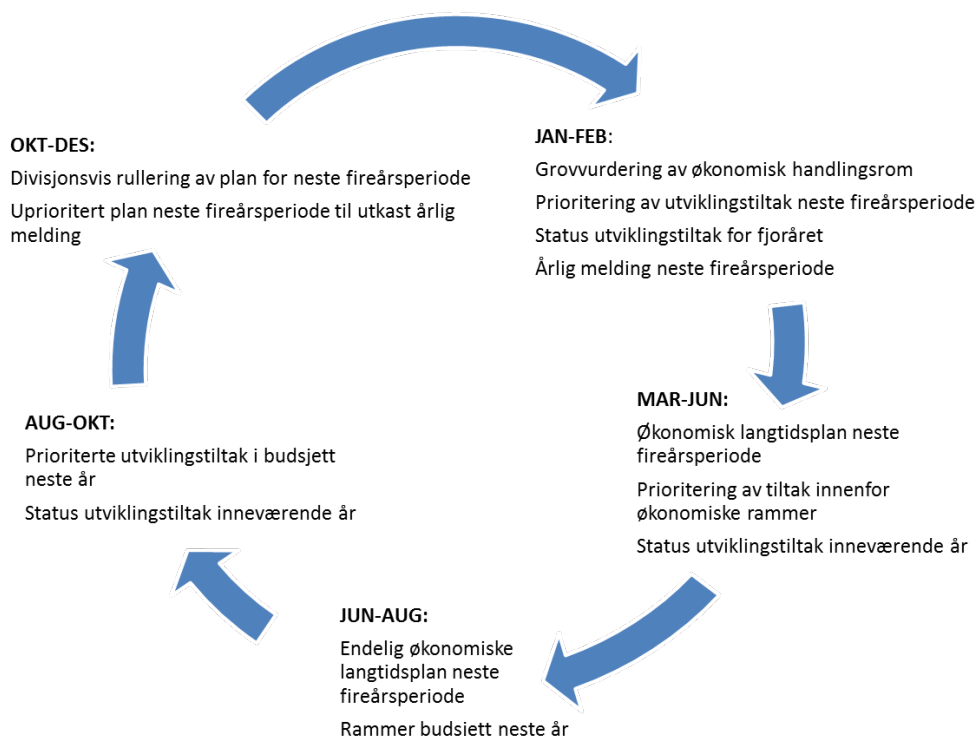 JAN-FEB:
Grovvurdering av økonomisk handlingsrom
Prioritering av utviklingstiltak neste fireårsperiode
Status utviklingstiltak for fjoråret
Årlig melding neste fireårsperiode
MAR-JUN:
Økonomisk langtidsplan neste
fireårsperiode
Prioritering av tiltak innenfor
økonomiske rammer
Status utviklingstiltak inneværende år
JUN-AUG:
Endelig økonomiske
langtidsplan neste
fireårsperiode
Rammer budsjett neste år
AUG-OKT:
Prioriterte utviklingstiltak i budsjett
neste år
Status utviklingstiltak inneværende år
OKT-DES:
Divisjonsvis rullering av plan for neste fireårsperiode
Uprioritert plan neste fireårsperiode til utkast årlig
melding